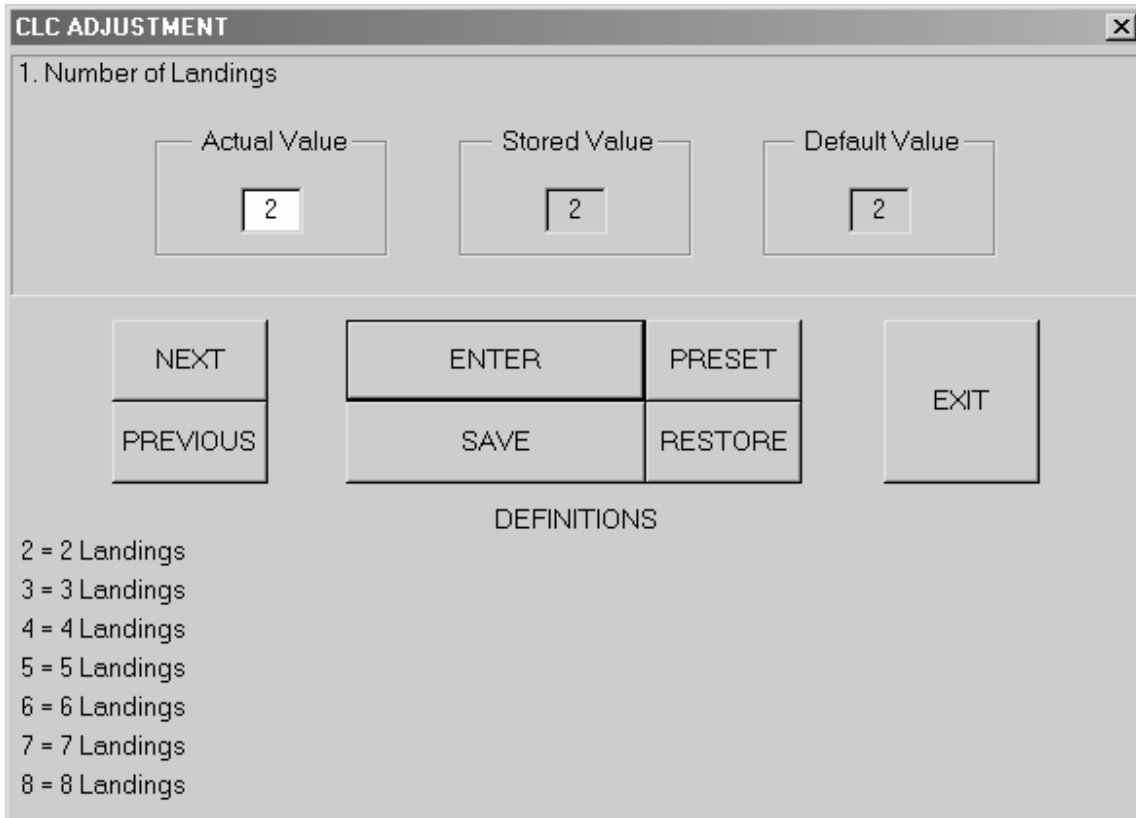 CLC ADJUSTMENT
1. Number of Landings
Actual Value Stored Value Default Value
2 2 2
NEXT ENTER PRESET
EXIT
PREVIOUS SAVE RESTORE
DEFINITIONS
2 = 2 Landings
3 = 3 Landings
4 = 4 Landings
5 = 5 Landings
6 = 6 Landings
7 = 7 Landings
8 = 8 Landings